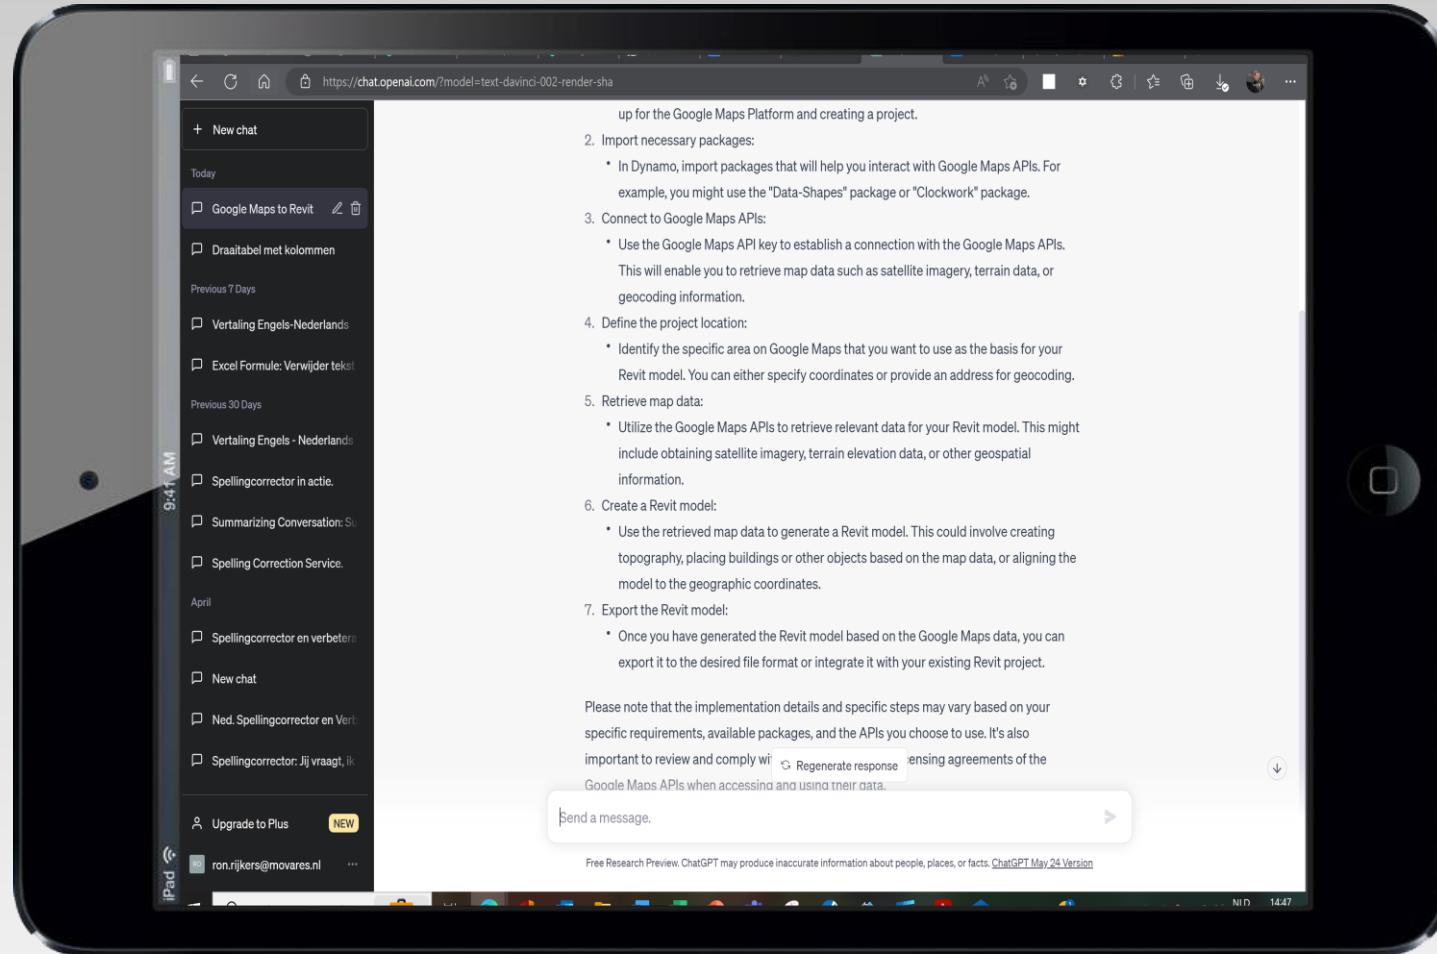 https://chat.openai.com/?model=text-davinci-002-render-sha
New chat
Today
Google Maps to Revit
Draaitabel met kolommen
Previous 7 Days
Vertaling Engels-Nederlands
Excel Formule: Verwijder tekst
Previous 30 Days
Vertaling Engels - Nederlands
Spellingcorrector in actie.
Summarizing Conversation: Su
Spelling Correction Service.
April
Spellingcorrector en verbetera
New chat
Ned. Spellingcorrector en Verb
Spellingcorrector: Jij vraagt, ik
Upgrade to Plus NEW
RO ron.rijkers@movares.nl
up for the Google Maps Platform and creating a project.
2. Import necessary packages:
• In Dynamo, import packages that will help you interact with Google Maps APIs. For
example, you might use the "Data-Shapes" package or "Clockwork" package.
3. Connect to Google Maps APIs:
• Use the Google Maps API key to establish a connection with the Google Maps APIs.
This will enable you to retrieve map data such as satellite imagery, terrain data, or
geocoding information.
4. Define the project location:
• Identify the specific area on Google Maps that you want to use as the basis for your
Revit model. You can either specify coordinates or provide an address for geocoding.
5. Retrieve map data:
• Utilize the Google Maps APIs to retrieve relevant data for your Revit model. This might
include obtaining satellite imagery, terrain elevation data, or other geospatial
information.
6. Create a Revit model:
• Use the retrieved map data to generate a Revit model. This could involve creating
topography, placing buildings or other objects based on the map data, or aligning the
model to the geographic coordinates.
7. Export the Revit model:
• Once you have generated the Revit model based on the Google Maps data, you can
export it to the desired file format or integrate it with your existing Revit project.
Please note that the implementation details and specific steps may vary based on your
specific requirements, available packages, and the APIs you choose to use. It's also
important to review and comply wi ensing agreements of the
Regenerate response
Google Maps APIs when accessing and using their data.
Send a message.
Free Research Preview. ChatGPT may produce inaccurate information about people, places, or facts. ChatGPT May 24 Version
NLD 14:47
iPad
9:41 AM